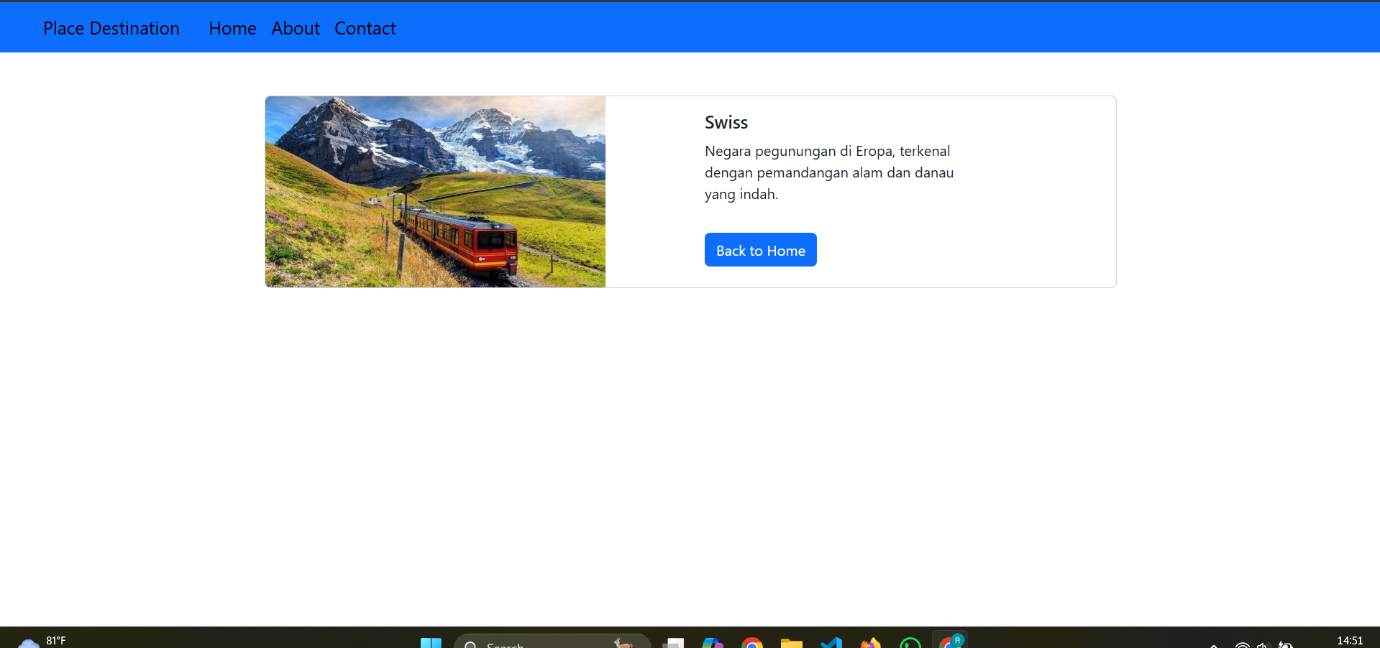 Place Destination Home About Contact
Swiss
Negara pegunungan di Eropa, terkenal
dengan pemandangan alam dan danau
yang indah.
Back to Home
81°F
Search
R
14:51